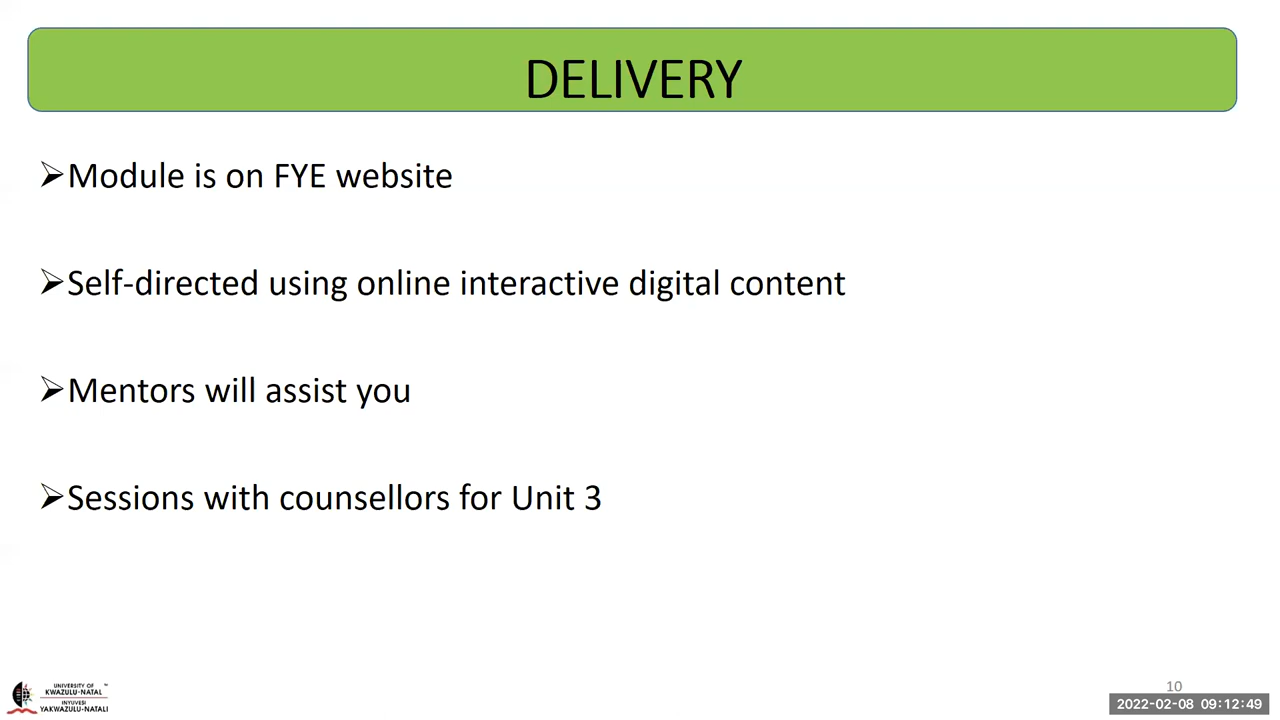 DELIVERY
➢Module is on FYE website
➢Self-directed using online interactive digital content
➢Mentors will assist you
➢Sessions with counsellors for Unit 3
UNIVERSITY OF ™
KWAZULU-NATAL
INYUVESI
YAKWAZULU-NATALI
10
2022-02-08 09:12:49